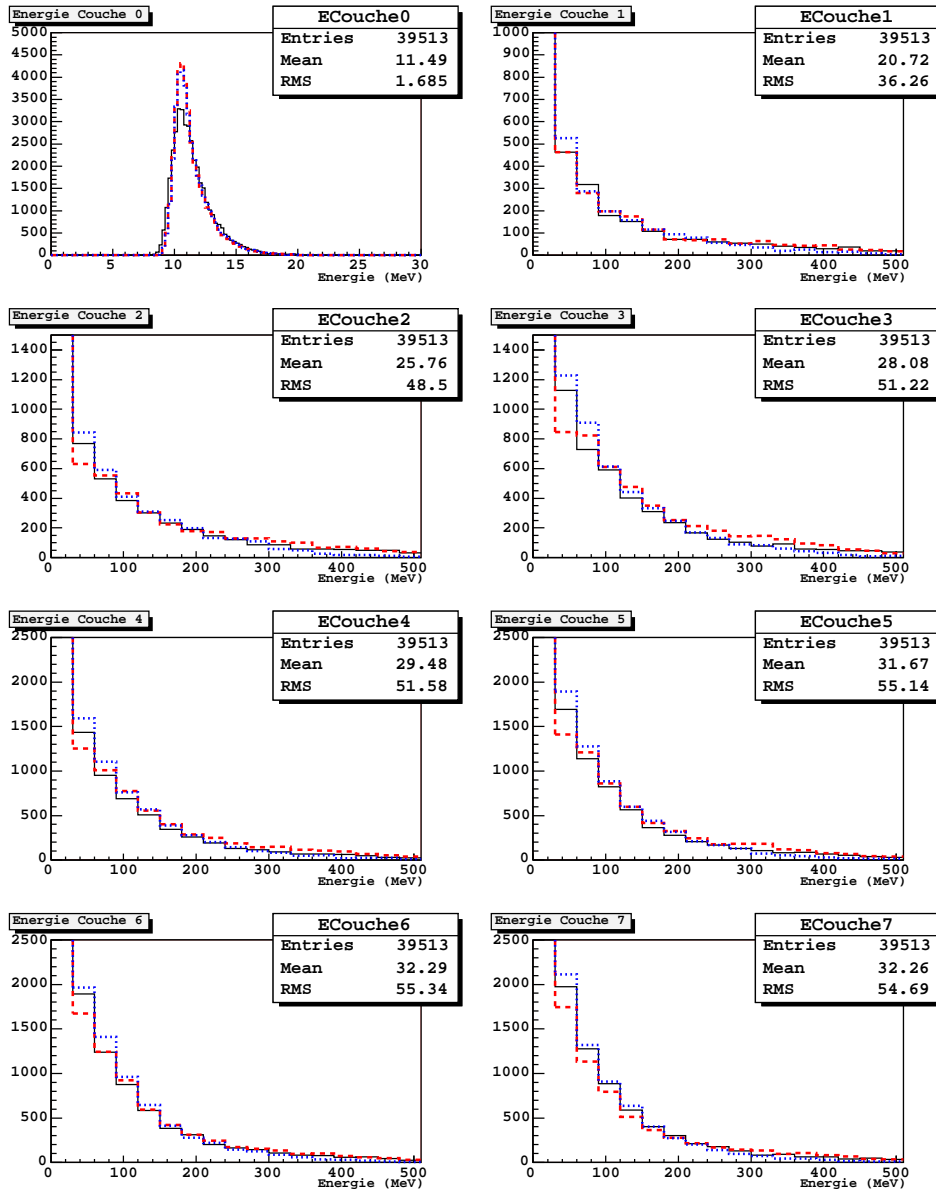 Energie Couche 0
ECouche0
Entries 39513
Mean 11.49
RMS 1.685
5000
4500
4000
3500
3000
2500
2000
1500
1000
500
0
0 5 10 15 20 25 30
Energie (MeV)
Energie Couche 1
ECouche1
Entries 39513
Mean 20.72
RMS 36.26
1000
900
800
700
600
500
400
300
200
100
0
0 100 200 300 400 500
Energie (MeV)
Energie Couche 2
ECouche2
Entries 39513
Mean 25.76
RMS 48.5
1400
1200
1000
800
600
400
200
0
0 100 200 300 400 500
Energie (MeV)
Energie Couche 3
ECouche3
Entries 39513
Mean 28.08
RMS 51.22
1400
1200
1000
800
600
400
200
0
0 100 200 300 400 500
Energie (MeV)
Energie Couche 4
ECouche4
Entries 39513
Mean 29.48
RMS 51.58
2500
2000
1500
1000
500
0
0 100 200 300 400 500
Energie (MeV)
Energie Couche 5
ECouche5
Entries 39513
Mean 31.67
RMS 55.14
2500
2000
1500
1000
500
0
0 100 200 300 400 500
Energie (MeV)
Energie Couche 6
ECouche6
Entries 39513
Mean 32.29
RMS 55.34
2500
2000
1500
1000
500
0
0 100 200 300 400 500
Energie (MeV)
Energie Couche 7
ECouche7
Entries 39513
Mean 32.26
RMS 54.69
2500
2000
1500
1000
500
0
0 100 200 300 400 500
Energie (MeV)